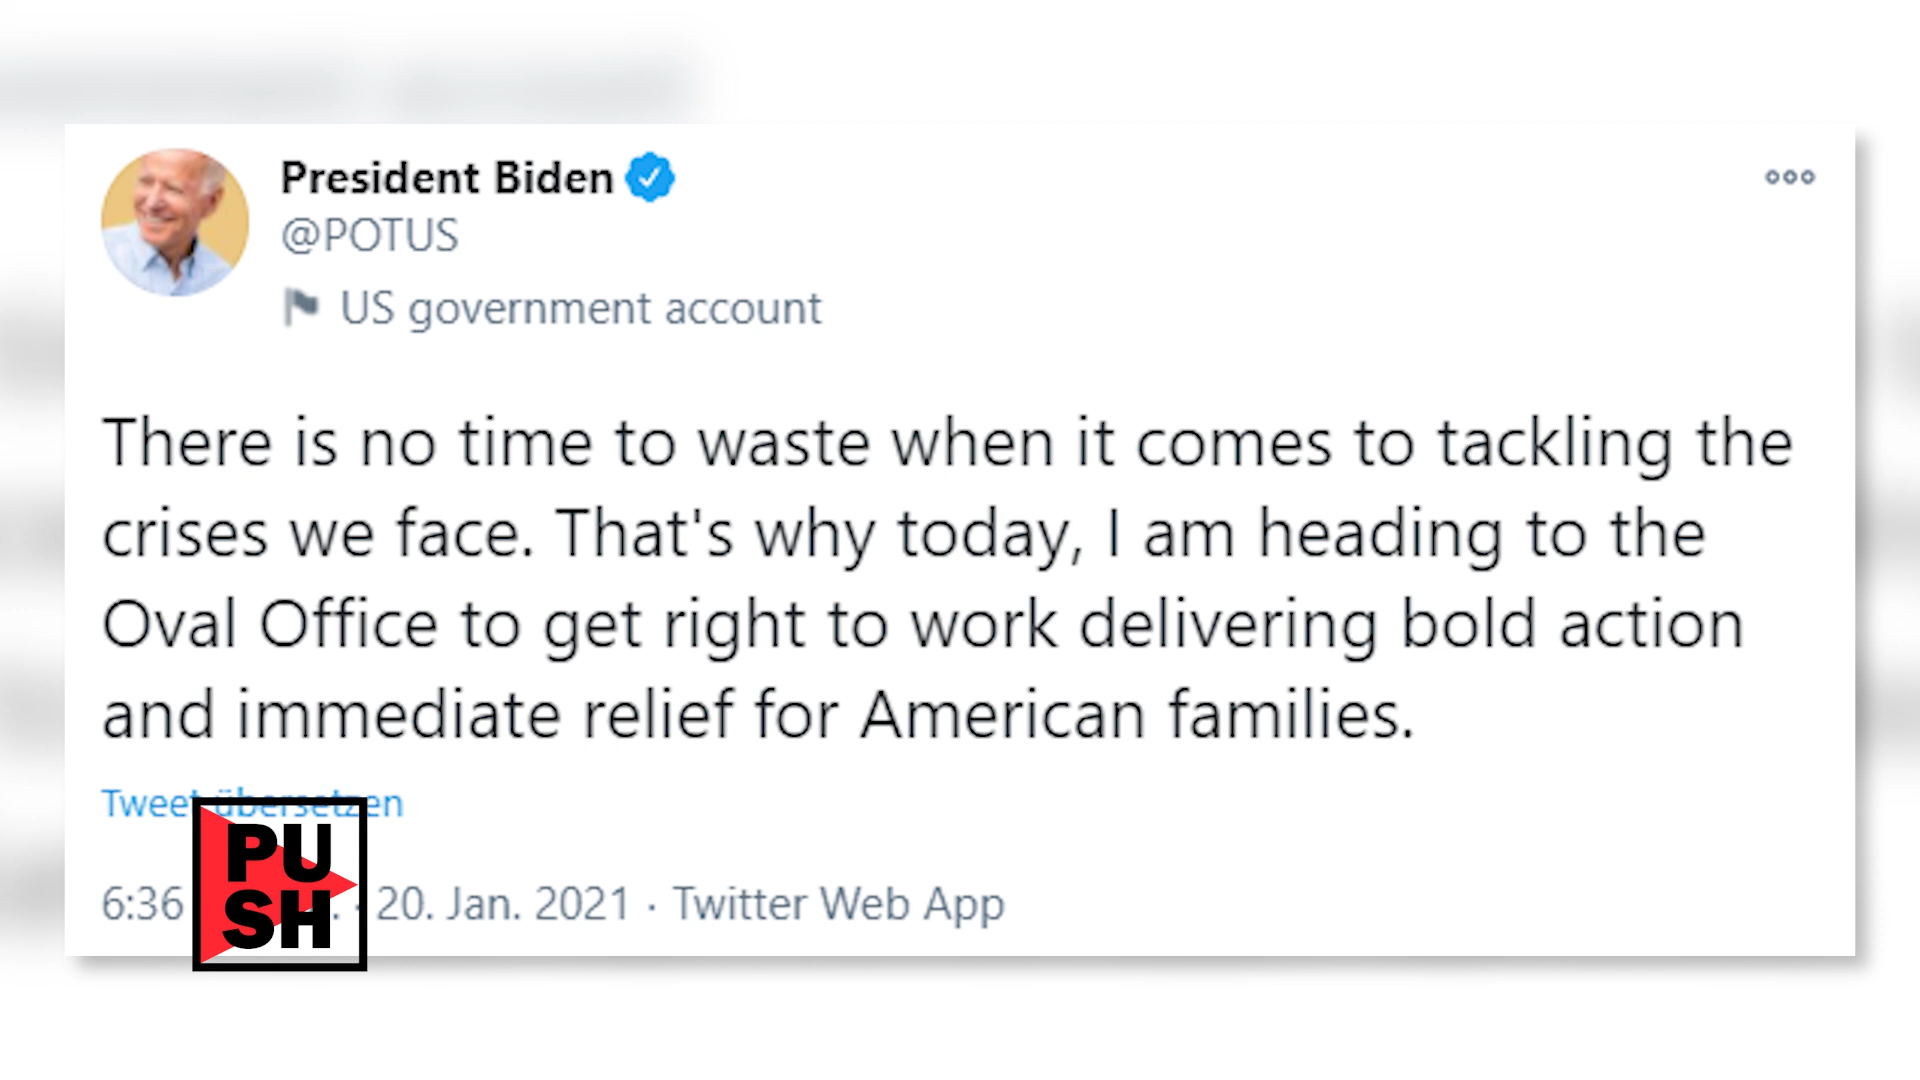 President Biden
@POTUS
US government account
There is no time to waste when it comes to tackling the
crises we face. That's why today, I am heading to the
Oval Office to get right to work delivering bold action
and immediate relief for American families.
Tweet übersetzen
6:36 · 20. Jan. 2021 · Twitter Web App
PU
SH